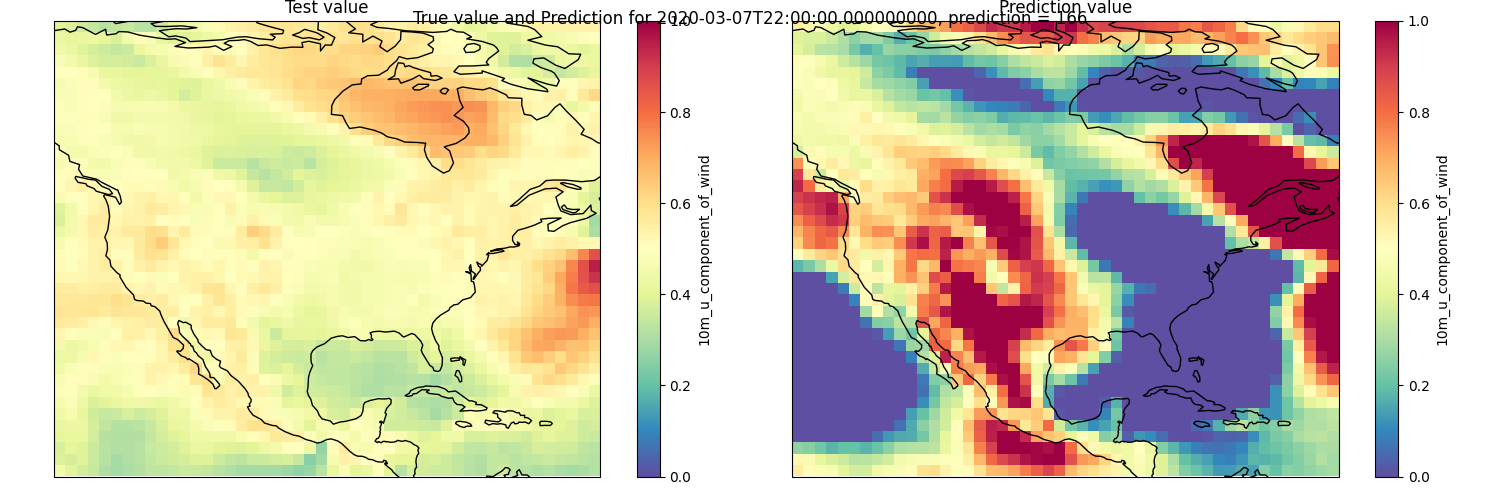 True value and Prediction for 2020-03-07T22:00:00.000000000, prediction = 166
Test value
1.0
0.8
0.6
0.4
0.2
0.0
10m_u_component_of_wind
Prediction value
1.0
0.8
0.6
0.4
0.2
0.0
10m_u_component_of_wind